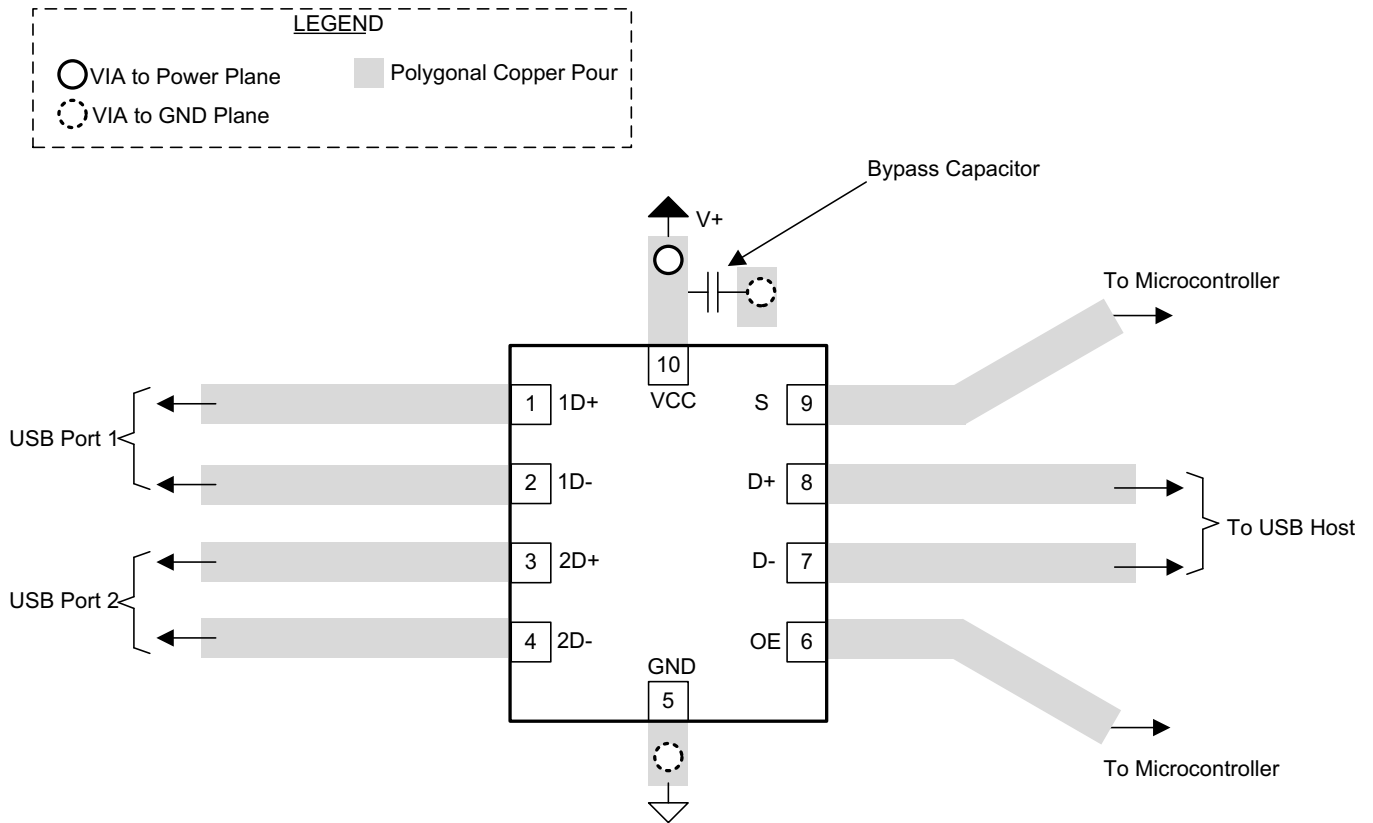 LEGEND
VIA to Power Plane
Polygonal Copper Pour
VIA to GND Plane
Bypass Capacitor
V+
To Microcontroller
10
VCC
1
1D+
S
9
USB Port 1
2
1D-
D+
8
To USB Host
3
2D+
D-
7
USB Port 2
4
2D-
OE
6
GND
5
To Microcontroller